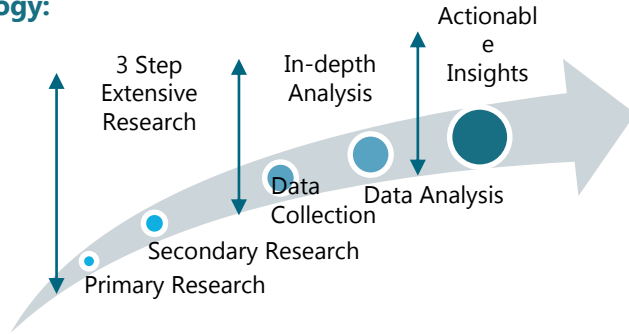 ogy:
3 Step
Extensive
Research
In-depth
Analysis
Actionabl
e
Insights
Data
Collection
Data Analysis
Secondary Research
Primary Research